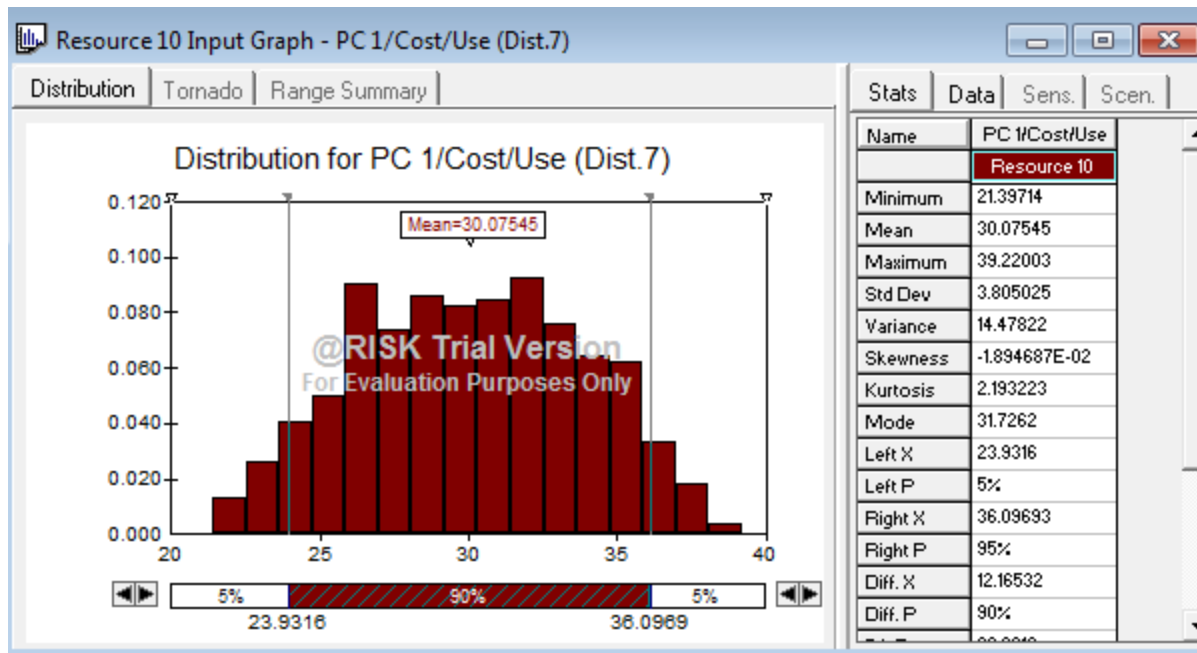 Resource 10 Input Graph - PC 1/Cost/Use (Dist.7)
Distribution
Tornado
Range Summary
Distribution for PC 1/Cost/Use (Dist.7)
Mean=30.07545
0.120
0.100
0.080
0.060
0.040
0.020
0.000
@RISK Trial Version
For Evaluation Purposes Only
20 25 30 35 40
5% 90% 5%
23.9316 36.0969
Stats Data Sens. Scen.
Name PC 1/Cost/Use
Resource 10
Minimum 21.39714
Mean 30.07545
Maximum 39.22003
Std Dev 3.805025
Variance 14.47822
Skewness -1.894687E-02
Kurtosis 2.193223
Mode 31.7262
Left X 23.9316
Left P 5%
Right X 36.09693
Right P 95%
Diff. X 12.16532
Diff. P 90%